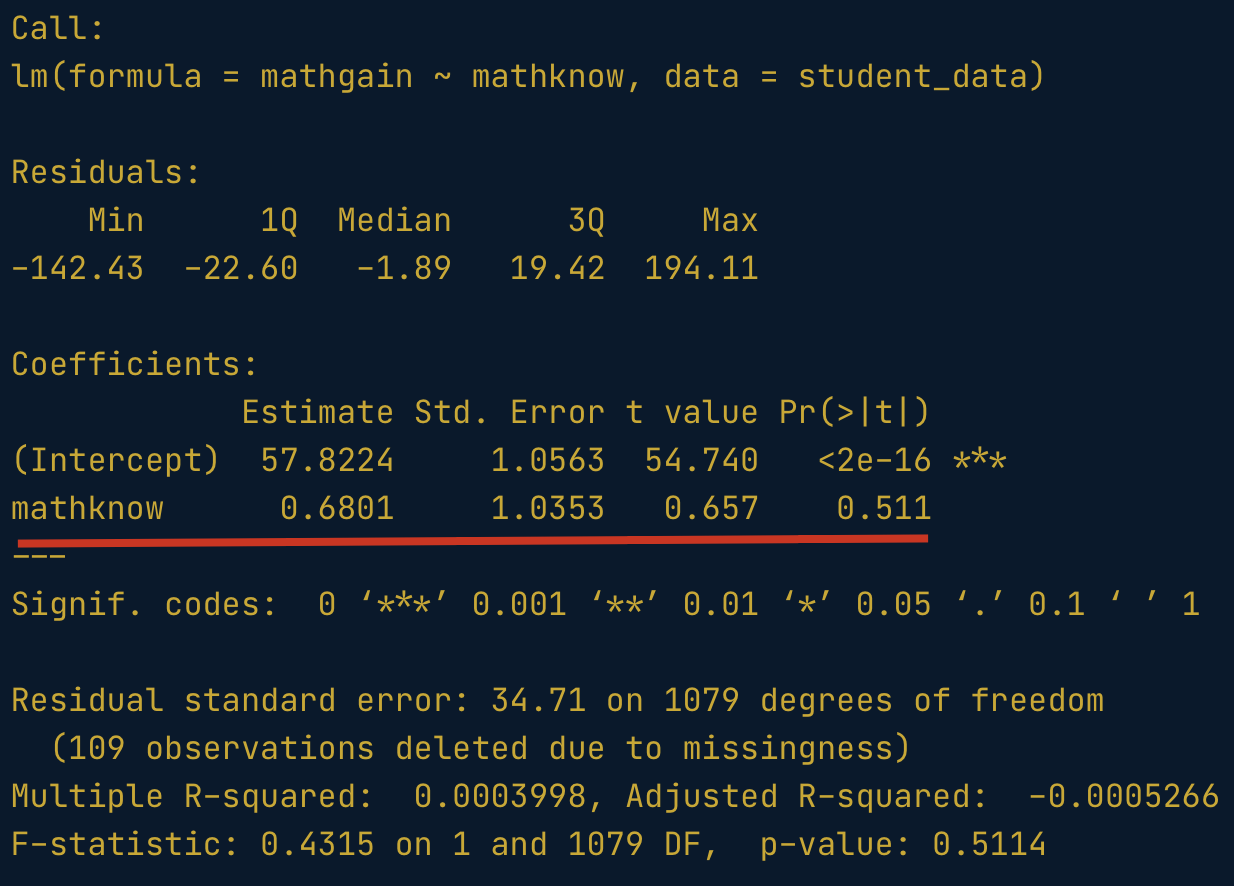 Call:
lm(formula = mathgain ~ mathknow, data = student_data)
Residuals:
    Min      1Q  Median      3Q     Max
-142.43  -22.60   -1.89   19.42  194.11
Coefficients:
            Estimate Std. Error t value Pr(>|t|)
(Intercept)  57.8224     1.0563  54.740   <2e-16 ***
mathknow      0.6801     1.0353   0.657    0.511
---
Signif. codes:  0 ‘***’ 0.001 ‘**’ 0.01 ‘*’ 0.05 ‘.’ 0.1 ‘ ’ 1
Residual standard error: 34.71 on 1079 degrees of freedom
  (109 observations deleted due to missingness)
Multiple R-squared:  0.0003998, Adjusted R-squared:  -0.0005266
F-statistic: 0.4315 on 1 and 1079 DF,  p-value: 0.5114